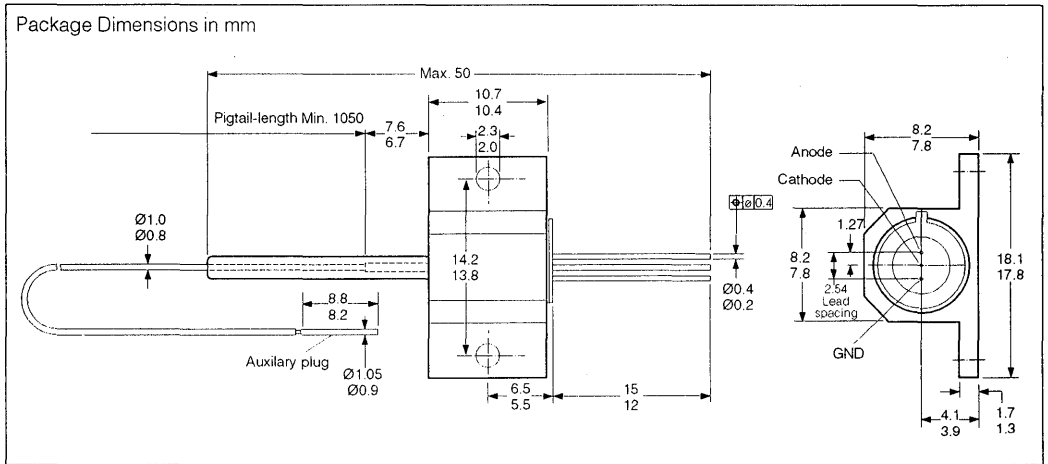 Package Dimensions in mm
Max. 50
10.7
10.4
Pigtail-length Min. 1050
7.6
6.7
2.3
2.0
8.2
7.8
Anode
Cathode
⌖ ø 0.4
Ø1.0
Ø0.8
1.27
14.2
13.8
8.2
7.8
18.1
17.8
2.54
Lead
spacing
Ø0.4
Ø0.2
8.8
8.2
Auxilary plug
GND
Ø1.05
Ø0.9
6.5
5.5
15
12
4.1
3.9
1.7
1.3